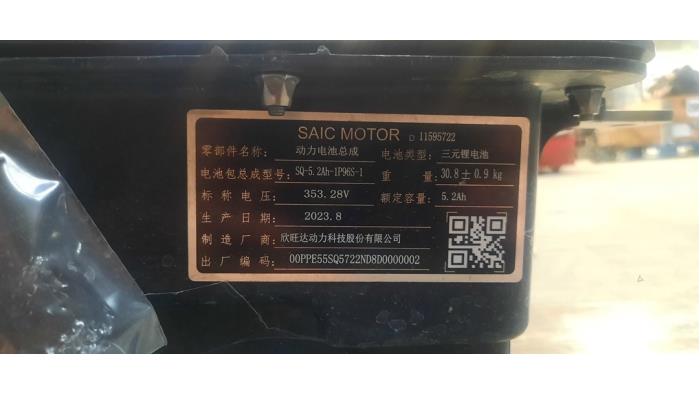 SAIC MOTOR D 11595722
零部件名称： 动力电池总成 电池类型： 三元锂电池
电池包总成型号： SQ-5.2Ah-1P96S-1 重量： 30.8±0.9 kg
标称电压： 353.28V 额定容量： 5.2Ah
生产日期： 2023.8
制造厂商： 欣旺达动力科技股份有限公司
出厂编码： 00PPE55SQ5722ND8D0000002